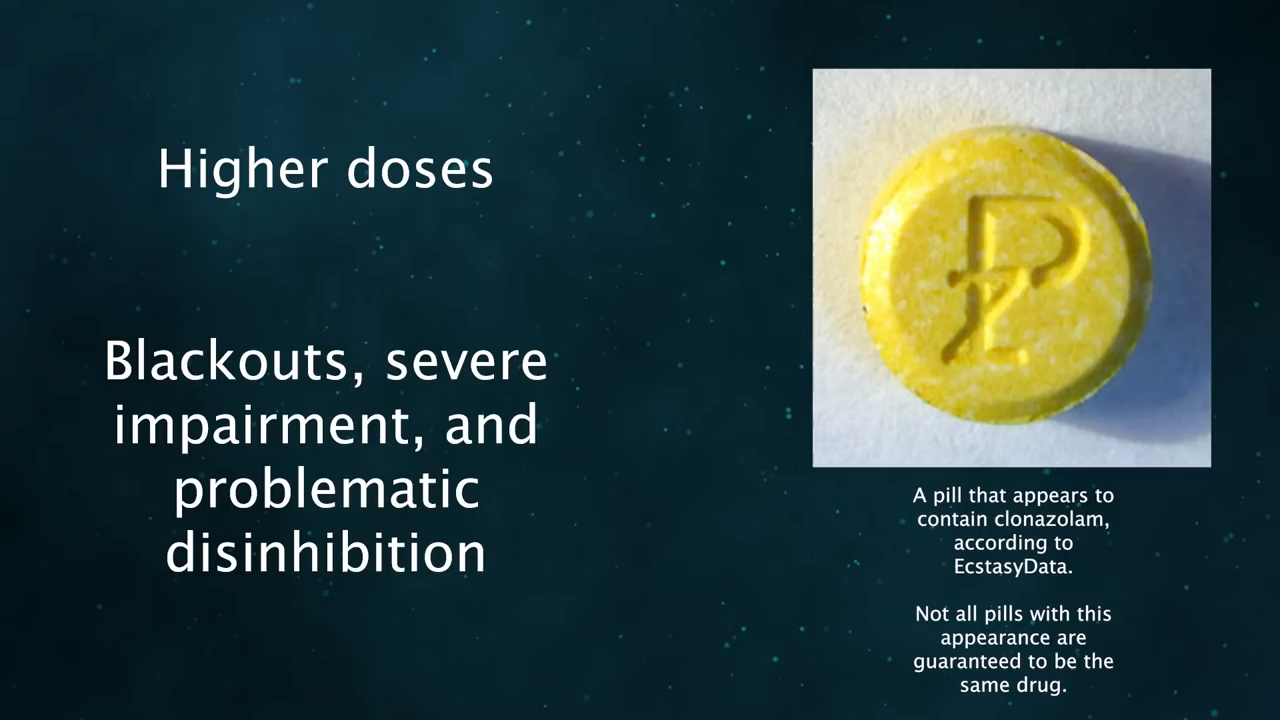 Higher doses
Blackouts, severe
impairment, and
problematic
disinhibition
A pill that appears to
contain clonazolam,
according to
EcstasyData.
Not all pills with this
appearance are
guaranteed to be the
same drug.